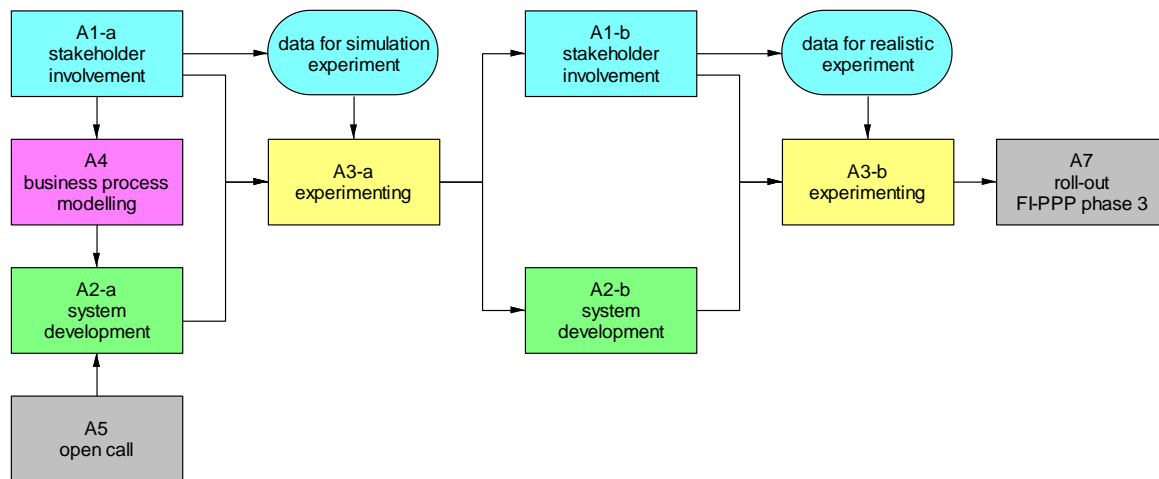 A1-a
stakeholder
involvement
data for simulation
experiment
A1-b
stakeholder
involvement
data for realistic
experiment
A4
business process
modelling
A3-a
experimenting
A3-b
experimenting
A7
roll-out
FI-PPP phase 3
A2-a
system
development
A2-b
system
development
A5
open call